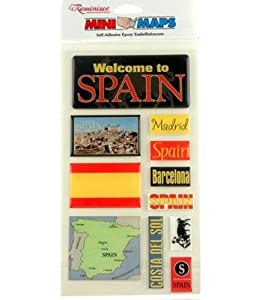 Reminisce
MINI MAPS
Self-Adhesive Epoxy Embellishments
Welcome to
SPAIN
SPAIN
Madrid
Spain
Barcelona
SPAIN
COSTA DEL SOL
SPAIN
S
SPAIN